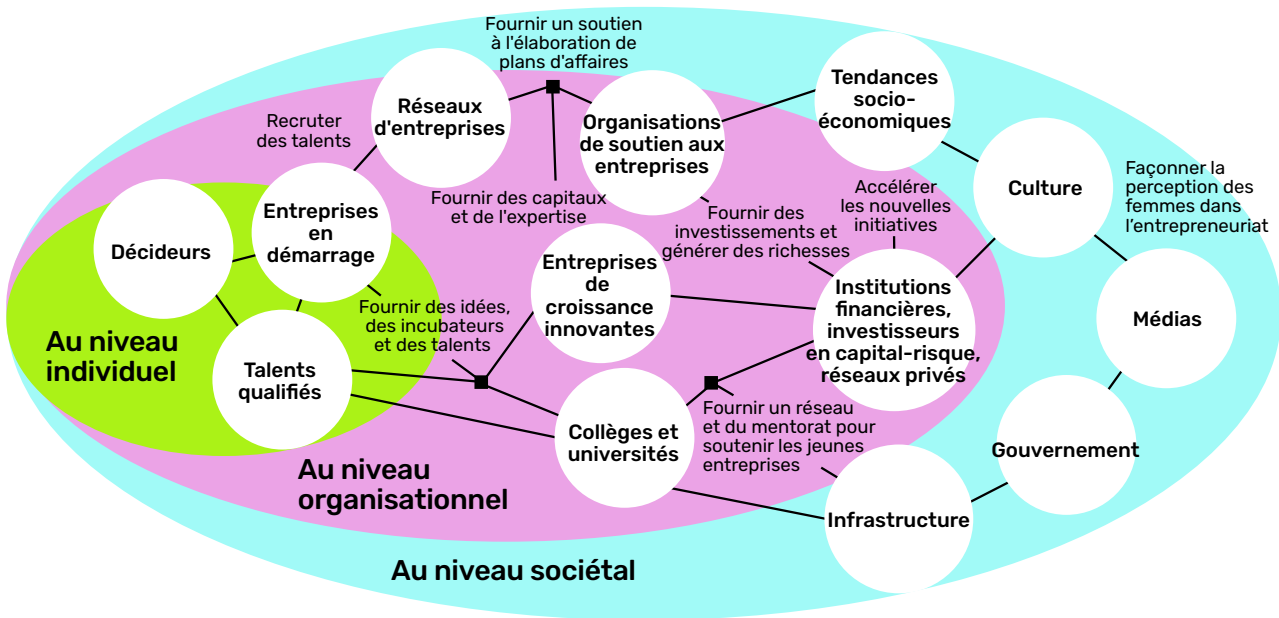 Fournir un soutien
à l'élaboration de
plans d'affaires
Tendances
socio-
économiques
Réseaux
d'entreprises
Organisations
de soutien aux
entreprises
Recruter
des talents
Façonner la
perception des
femmes dans
l’entrepreneuriat
Culture
Accélérer
les nouvelles
initiatives
Fournir des capitaux
et de l'expertise
Entreprises
en
démarrage
Décideurs
Fournir des
investissements et
générer des richesses
Entreprises
de
croissance
innovantes
Institutions
financières,
investisseurs
en capital-risque,
réseaux privés
Médias
Fournir des idées,
des incubateurs
et des talents
Au niveau
individuel
Talents
qualifiés
Collèges et
universités
Fournir un réseau
et du mentorat pour
soutenir les jeunes
entreprises
Gouvernement
Au niveau
organisationnel
Infrastructure
Au niveau sociétal